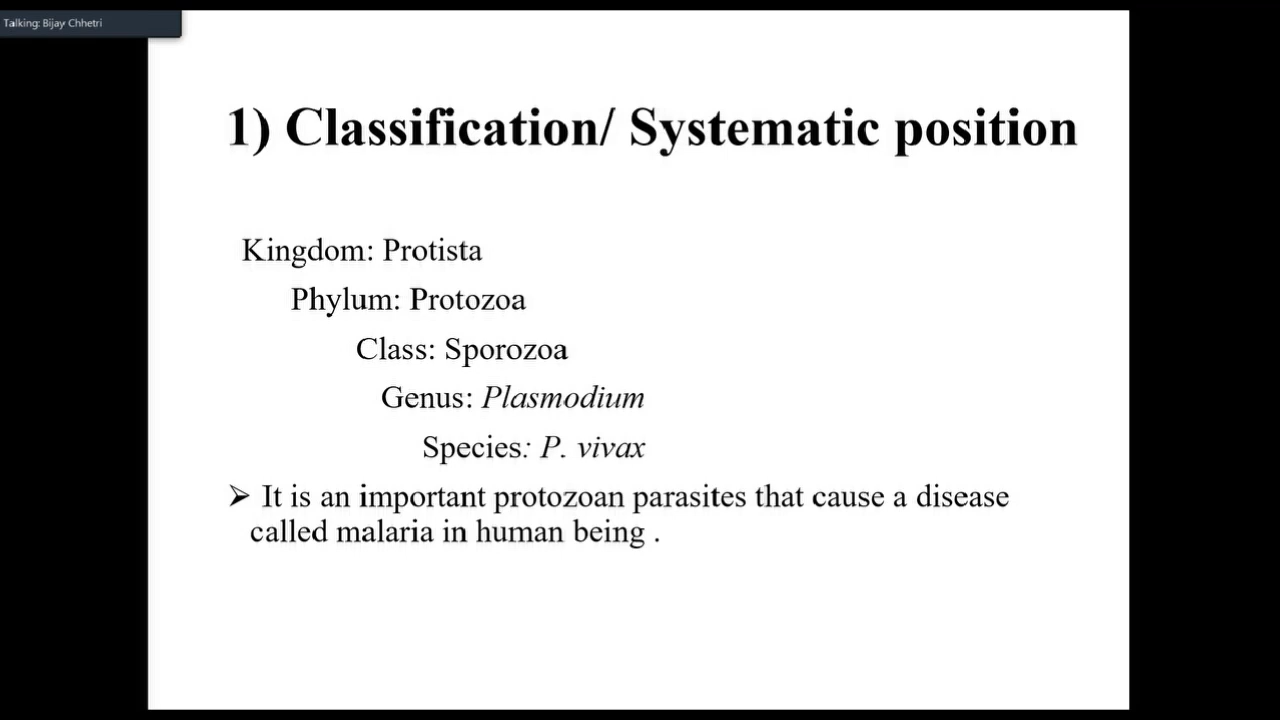 Talking: Bijay Chhetri
1) Classification/ Systematic position
Kingdom: Protista
Phylum: Protozoa
Class: Sporozoa
Genus: Plasmodium
Species: P. vivax
➢ It is an important protozoan parasites that cause a disease
called malaria in human being .